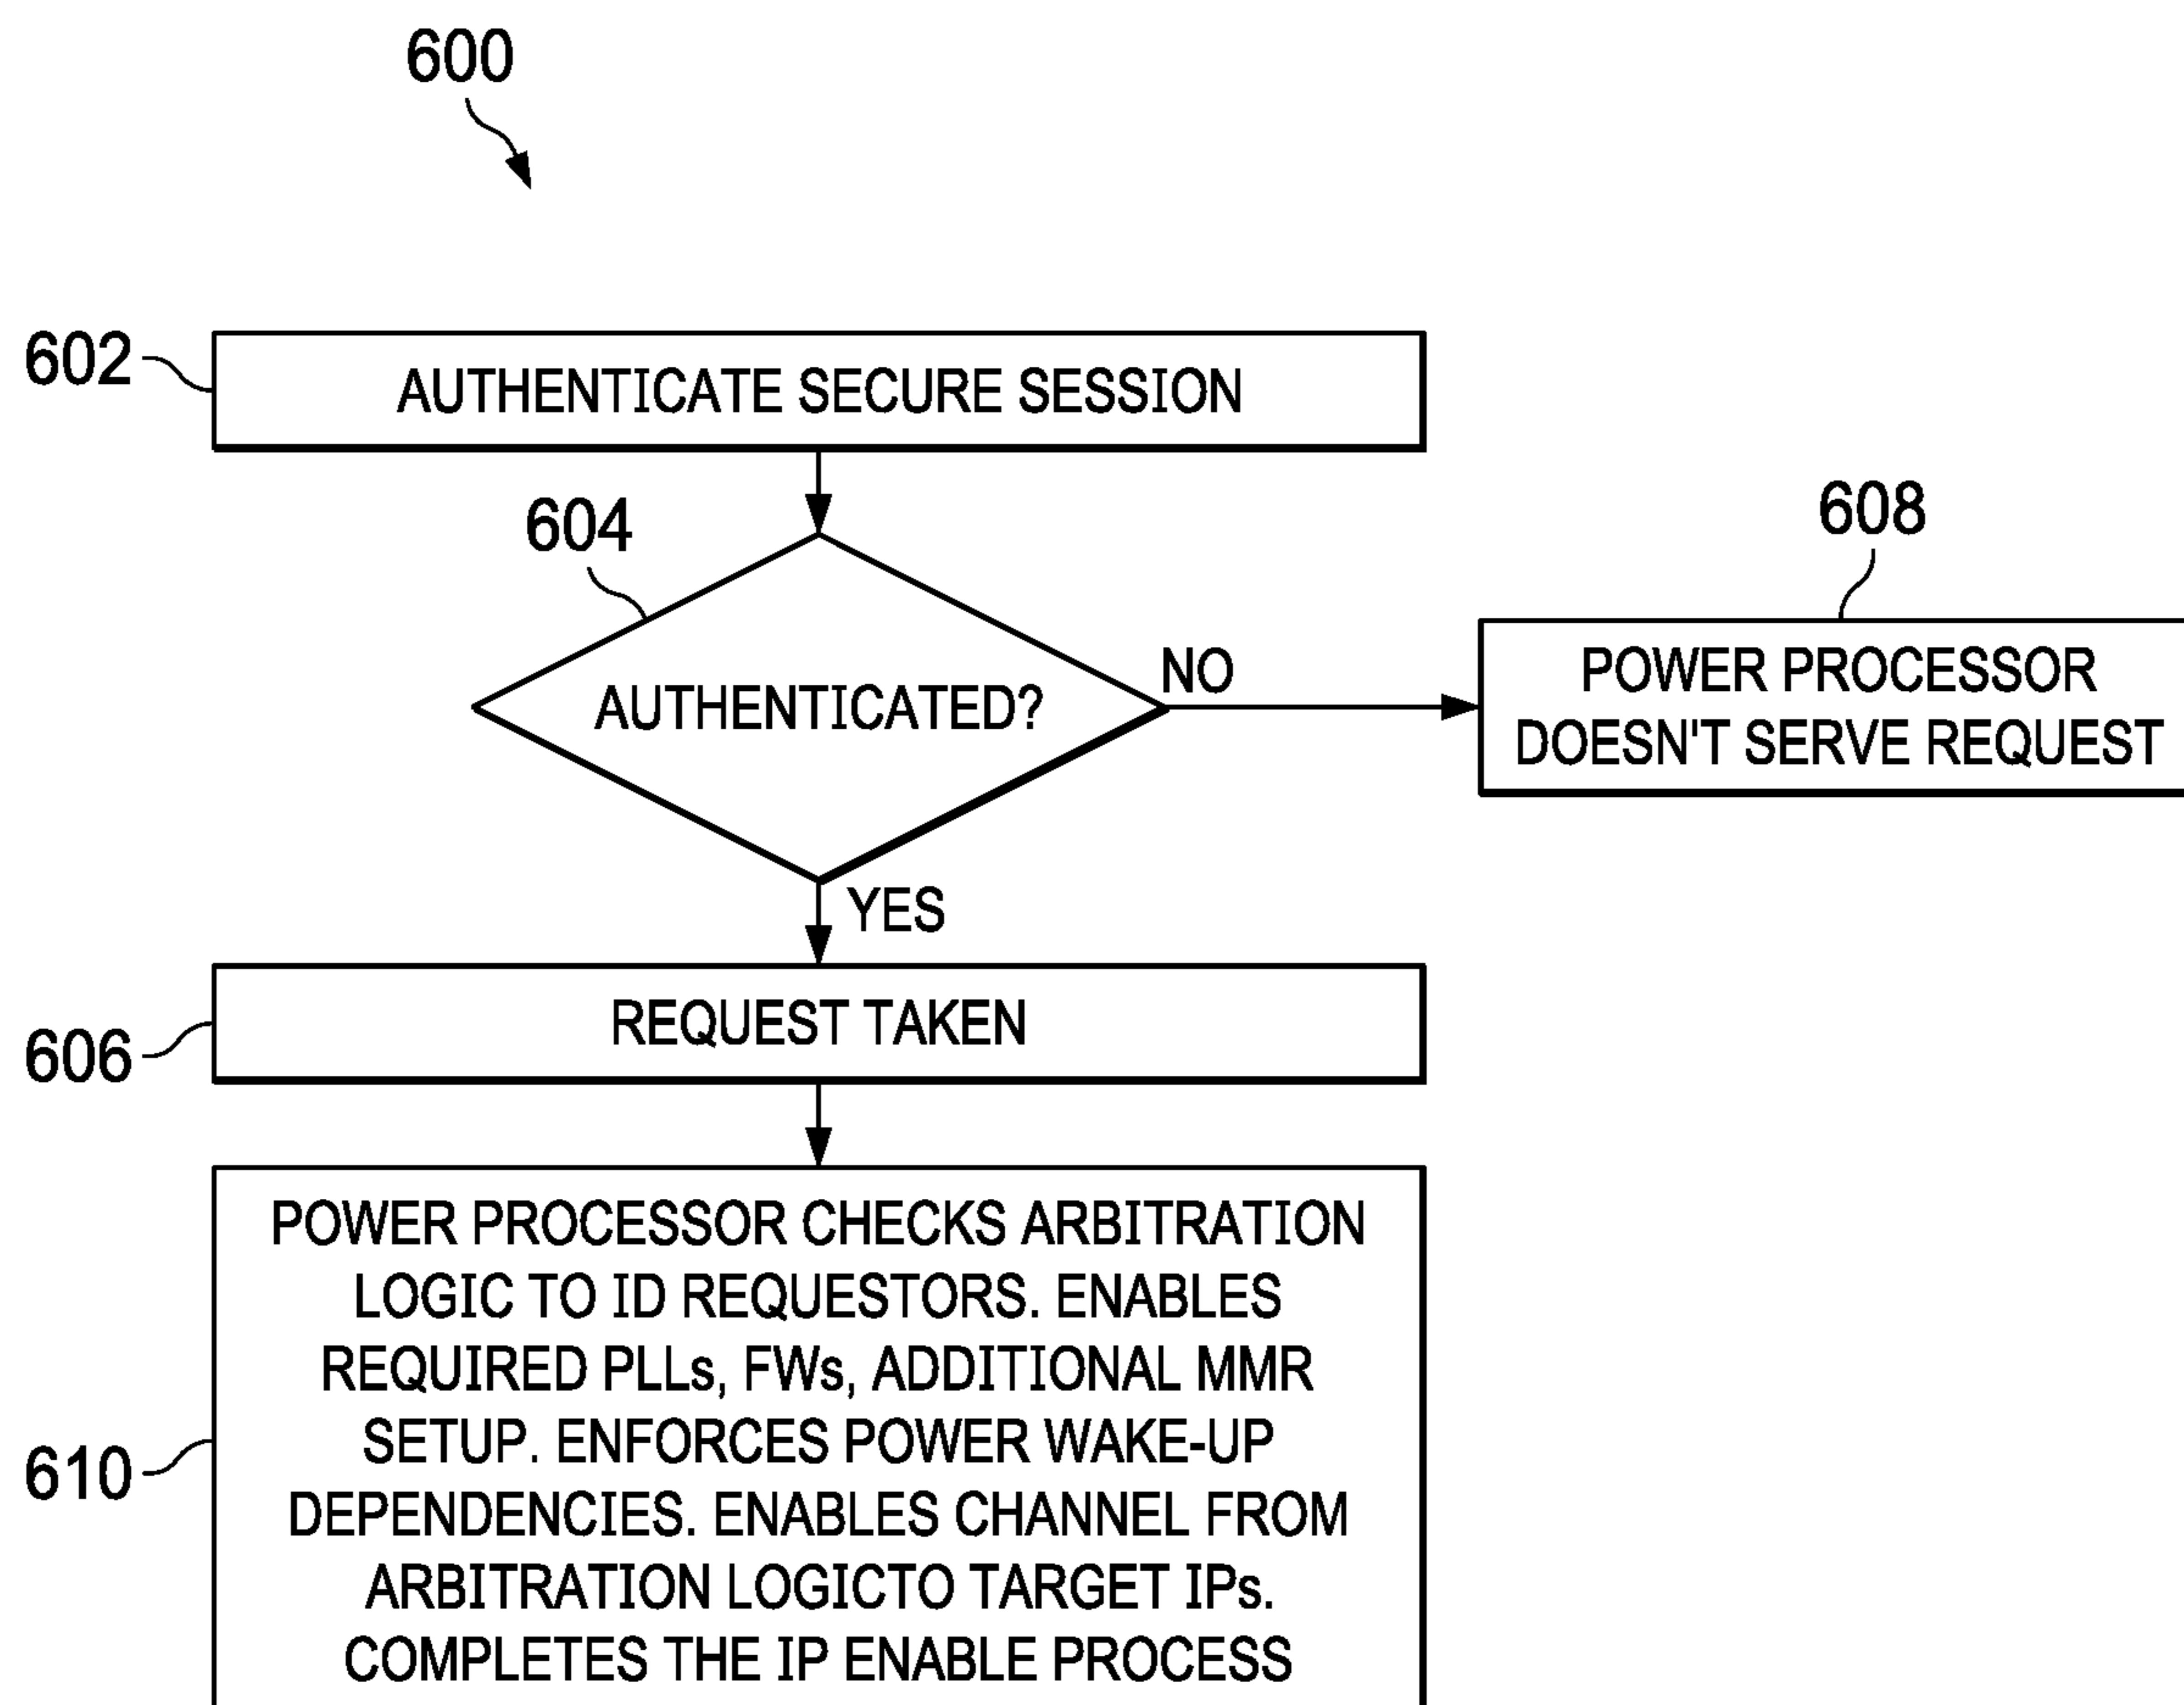 600
602
AUTHENTICATE SECURE SESSION
604
608
AUTHENTICATED?
NO
POWER PROCESSOR
DOESN'T SERVE REQUEST
YES
606
REQUEST TAKEN
610
POWER PROCESSOR CHECKS ARBITRATION
LOGIC TO ID REQUESTORS. ENABLES
REQUIRED PLLs, FWs, ADDITIONAL MMR
SETUP. ENFORCES POWER WAKE-UP
DEPENDENCIES. ENABLES CHANNEL FROM
ARBITRATION LOGICTO TARGET IPs.
COMPLETES THE IP ENABLE PROCESS